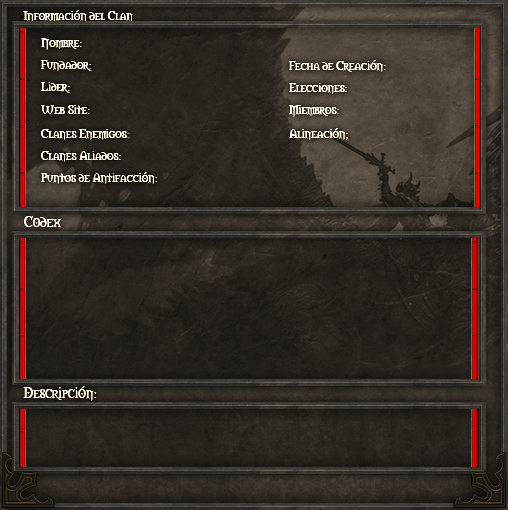 Información del Clan
Nombre:
Fundador:
Fecha de Creación:
Lider:
Elecciones:
Web Site:
Miembros:
Clanes Enemigos:
Alineación:
Clanes Aliados:
Puntos de Antifacción:
Codex
Descripción: